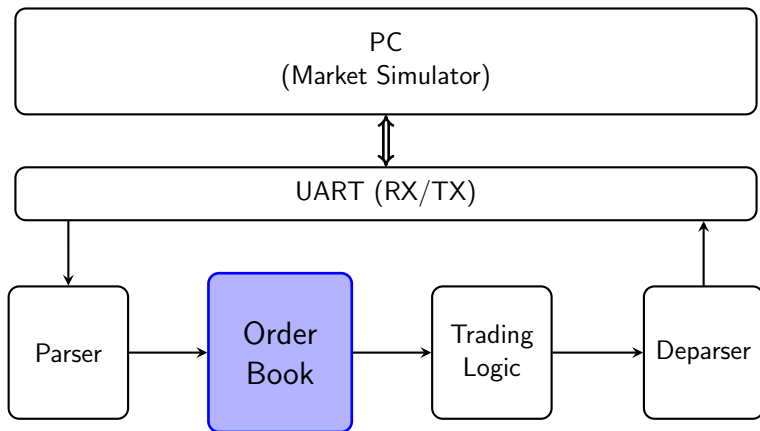 PC
(Market Simulator)
UART (RX/TX)
Parser
Order
Book
Trading
Logic
Deparser